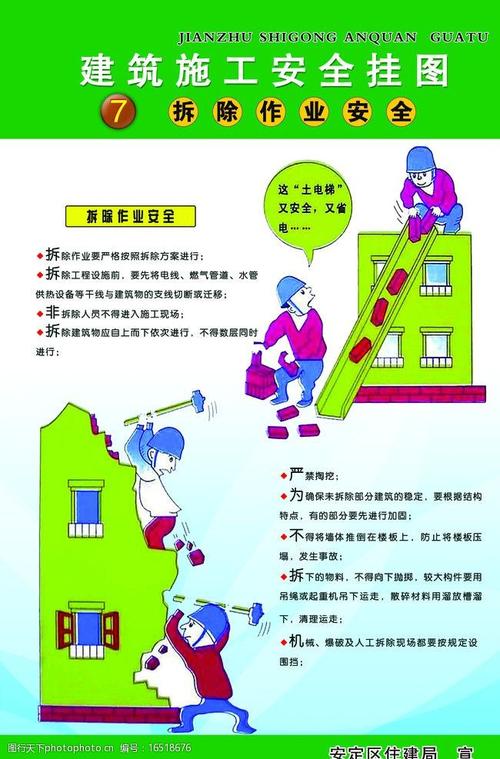 JIANZHU SHIGONG ANQUAN GUATU
建筑施工安全挂图
7 拆除作业安全
这“土电梯”
又安全，又省
电……
拆除作业安全
◆拆除作业要严格按照拆除方案进行；
◆拆除工程设施前，要先将电线、燃气管道、水管
供热设备等干线与建筑物的支线切断或迁移；
◆非拆除人员不得进入施工现场；
◆拆除建筑物应自上而下依次进行，不得数层同时
进行；
◆严禁掏挖；
◆为确保未拆除部分建筑的稳定，要根据结构
特点，有的部分要先进行加固；
◆不得将墙体推倒在楼板上，防止将楼板压
塌，发生事故；
◆拆下的物料，不得向下抛掷，较大构件要用
吊绳或起重机吊下运走，散碎材料用溜放槽溜
下，清理运走；
◆机械、爆破及人工拆除现场都要按规定设
围挡；
图行天下 photophoto.cn 编号：16518676
安定区住建局 宣